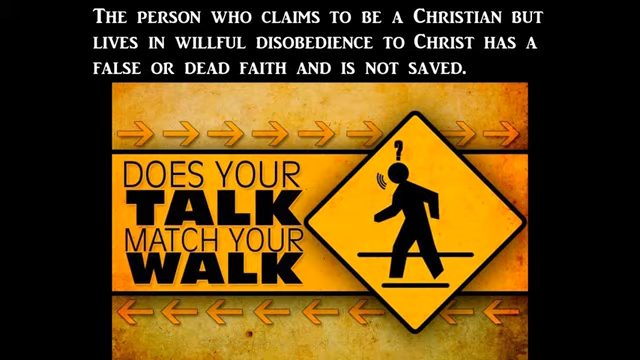 The person who claims to be a Christian but
lives in willful disobedience to Christ has a
false or dead faith and is not saved.
?
DOES YOUR
TALK
MATCH YOUR
WALK